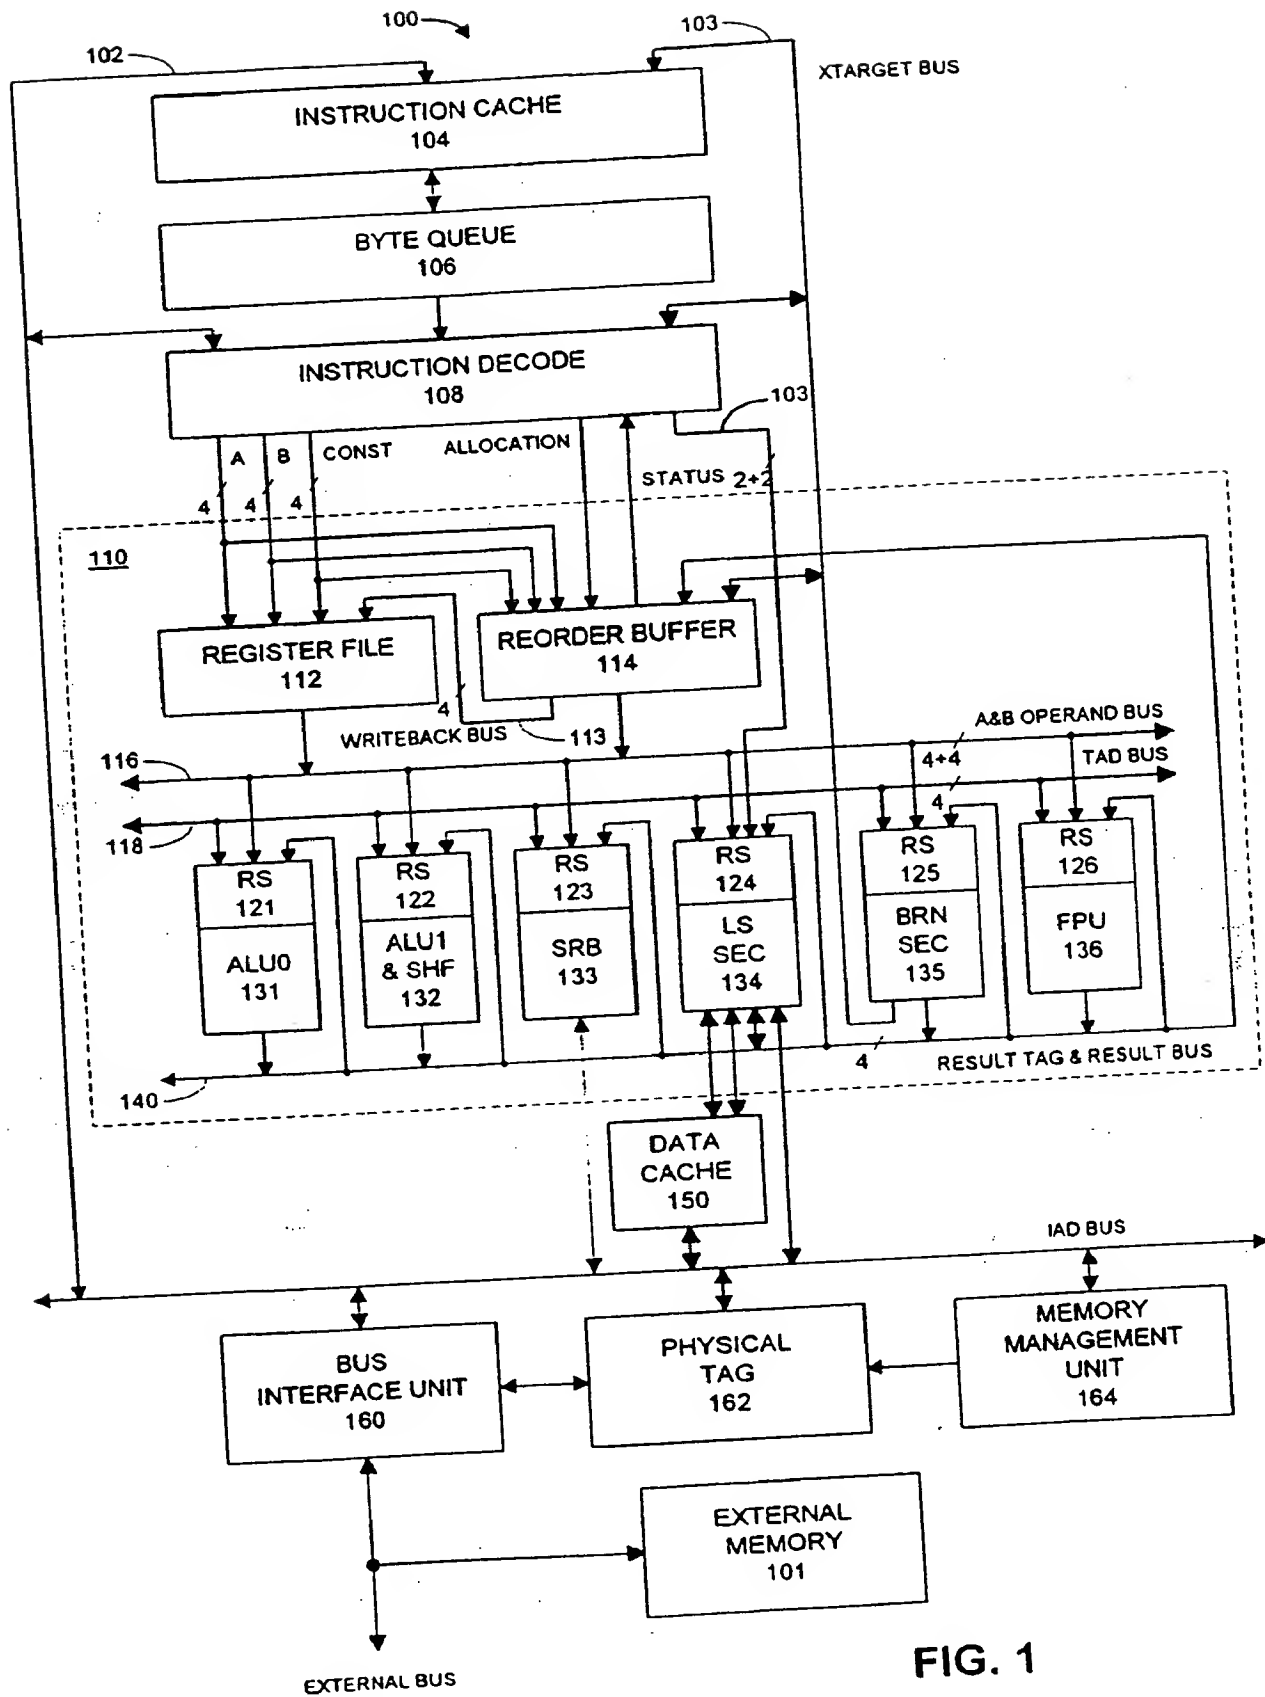 100
102
103
XTARGET BUS
INSTRUCTION CACHE
104
BYTE QUEUE
106
INSTRUCTION DECODE
108
103
A
B
CONST
ALLOCATION
STATUS
2+2
4
4
4
110
REGISTER FILE
112
REORDER BUFFER
114
4
WRITEBACK BUS
113
A&B OPERAND BUS
116
4+4
TAD BUS
4
118
RS
121
ALU0
131
RS
122
ALU1
& SHF
132
RS
123
SRB
133
RS
124
LS
SEC
134
RS
125
BRN
SEC
135
RS
126
FPU
136
4
RESULT TAG & RESULT BUS
140
DATA
CACHE
150
IAD BUS
BUS
INTERFACE UNIT
160
PHYSICAL
TAG
162
MEMORY
MANAGEMENT
UNIT
164
EXTERNAL
MEMORY
101
EXTERNAL BUS
FIG. 1